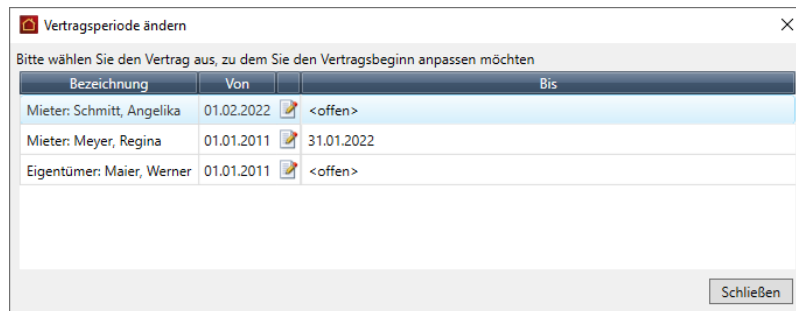 Vertragsperiode ändern
Bitte wählen Sie den Vertrag aus, zu dem Sie den Vertragsbeginn anpassen möchten
Bezeichnung Von Bis
Mieter: Schmitt, Angelika 01.02.2022 <offen>
Mieter: Meyer, Regina 01.01.2011 31.01.2022
Eigentümer: Maier, Werner 01.01.2011 <offen>
Schließen